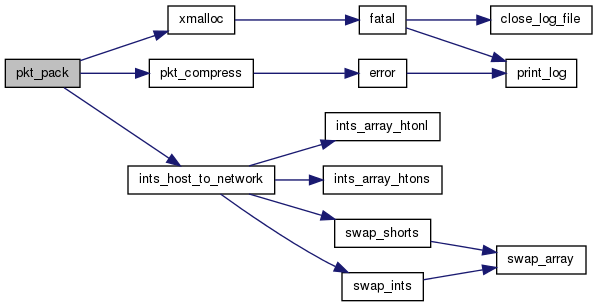 pkt_pack
xmalloc
fatal
close_log_file
pkt_compress
error
print_log
ints_host_to_network
ints_array_htonl
ints_array_htons
swap_shorts
swap_array
swap_ints